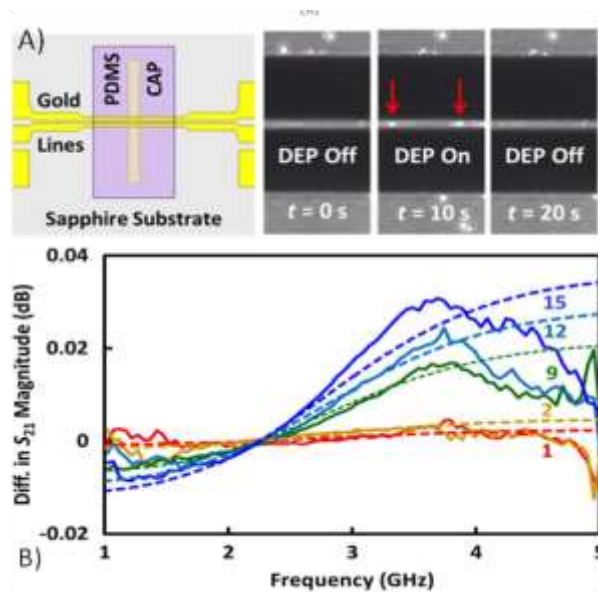 A)
PDMS
CAP
Gold
Lines
Sapphire Substrate
DEP Off
DEP On
DEP Off
t = 0 s
t = 10 s
t = 20 s
0.04
0.02
0
-0.02
Diff. in S21 Magnitude (dB)
15
12
9
2
1
1 2 3 4 5
B)
Frequency (GHz)